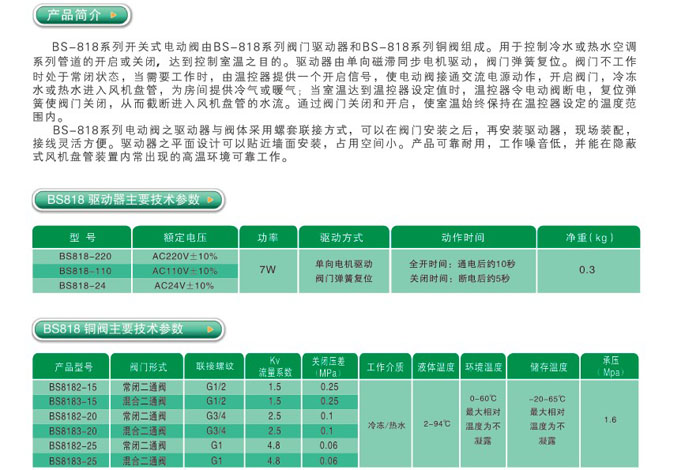 产品简介
BS-818系列开关式电动阀由BS-818系列阀门驱动器和BS-818系列铜阀组成。用于控制冷水或热水空调
系列管道的开启或关闭, 达到控制室温之目的。驱动器由单向磁滞同步电机驱动，阀门弹簧复位。阀门不工作
时处于常闭状态，当需要工作时，由温控器提供一个开启信号，使电动阀接通交流电源动作，开启阀门，冷冻
水或热水进入风机盘管，为房间提供冷气或暖气；当室温达到温控器设定值时，温控器令电动阀断电，复位弹
簧使阀门关闭，从而截断进入风机盘管的水流。通过阀门关闭和开启，使室温始终保持在温控器设定的温度范
围内。
BS-818系列电动阀之驱动器与阀体采用螺套联接方式，可以在阀门安装之后，再安装驱动器，现场装配，
接线灵活方便。驱动器之平面设计可以贴近墙面安装，占用空间小。产品可靠耐用，工作噪音低，并能在隐蔽
式风机盘管装置内常出现的高温环境可靠工作。
BS818 驱动器主要技术参数
型 号 额定电压 功率 驱动方式 动作时间 净重(kg)
BS818-220 AC220V±10%
BS818-110 AC110V±10%
BS818-24 AC24V±10%
7W
单向电机驱动
阀门弹簧复位
全开时间：通电后约10秒
关闭时间：断电后约5秒
0.3
BS818 铜阀主要技术参数
产品型号 阀门形式 联接螺纹 Kv
流量系数 关闭压差
(MPa) 工作介质 液体温度 环境温度 储存温度 承压
(Mpa)
BS8182-15 常闭二通阀 G1/2 1.5 0.25
BS8183-15 混合二通阀 G1/2 1.5 0.25
BS8182-20 常闭二通阀 G3/4 2.5 0.1
BS8183-20 混合二通阀 G3/4 2.5 0.1
BS8182-25 常闭二通阀 G1 4.8 0.06
BS8183-25 混合二通阀 G1 4.8 0.06
冷冻/热水
2-94℃
0-60℃
最大相对
温度为不
凝露
-20-65℃
最大相对
温度为不
凝露
1.6